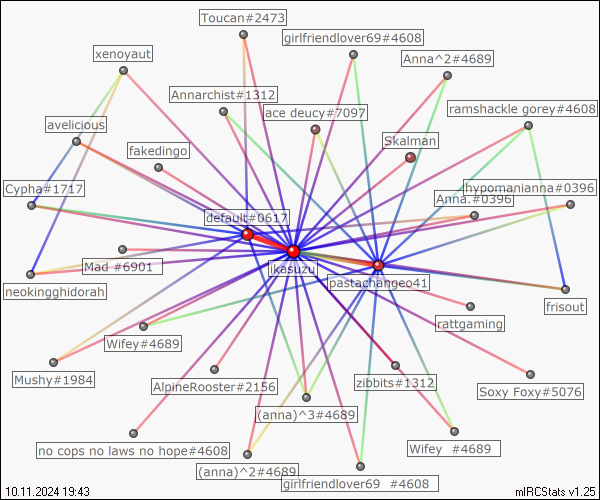 Toucan#2473
girlfriendlover69#4608
xenoyaut
Anna^2#4689
Annarchist#1312
ace deucy#7097
ramshackle gorey#4608
avelicious
Skalman
fakedingo
Cypha#1717
hypomanianna#0396
Anna.#0396
default#0617
Mad #6901
ikasuzu
pastachangeo41
neokingghidorah
frisout
rattgaming
Wifey#4689
Mushy#1984
AlpineRooster#2156
zibbits#1312
Soxy Foxy#5076
(anna)^3#4689
no cops no laws no hope#4608
Wifey #4689
(anna)^2#4689
girlfriendlover69 #4608
10.11.2024 19:43
mIRCStats v1.25